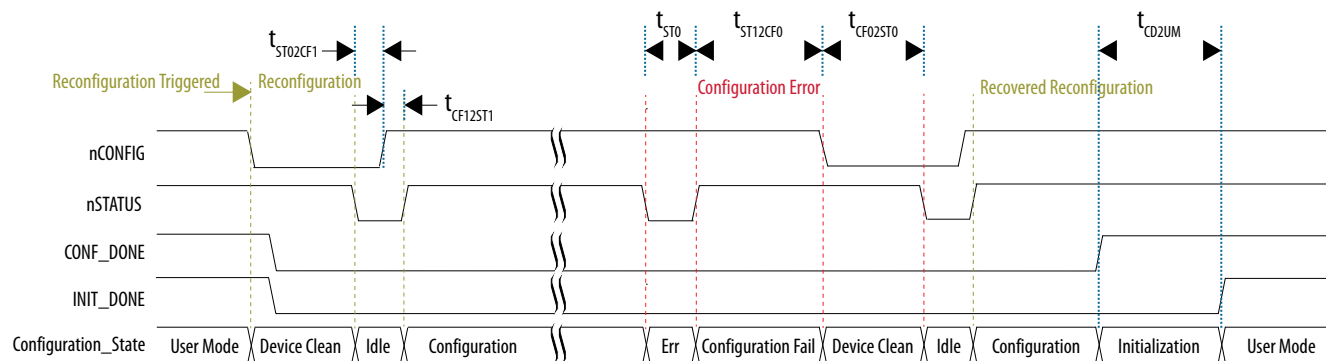 tST02CF1
tST0
tST12CF0
tCF02ST0
tCD2UM
Reconfiguration Triggered
Reconfiguration
Configuration Error
Recovered Reconfiguration
tCF12ST1
nCONFIG
nSTATUS
CONF_DONE
INIT_DONE
Configuration_State User Mode Device Clean Idle Configuration Err Configuration Fail Device Clean Idle Configuration Initialization User Mode